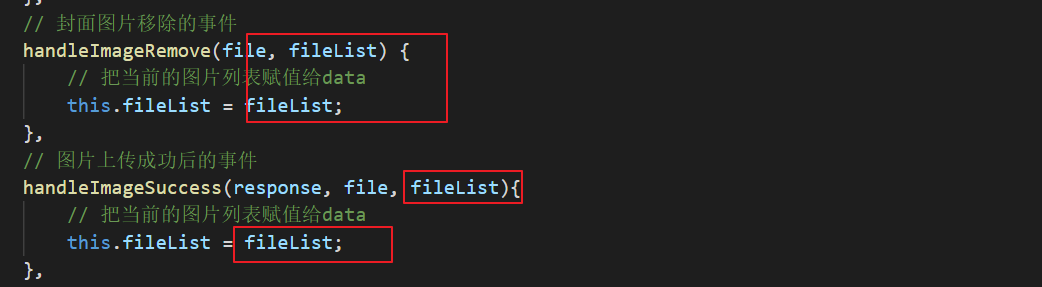 },
// 封面图片移除的事件
handleImageRemove(file, fileList) {
// 把当前的图片列表赋值给data
this.fileList = fileList;
},
// 图片上传成功后的事件
handleImageSuccess(response, file, fileList){
// 把当前的图片列表赋值给data
this.fileList = fileList;
},